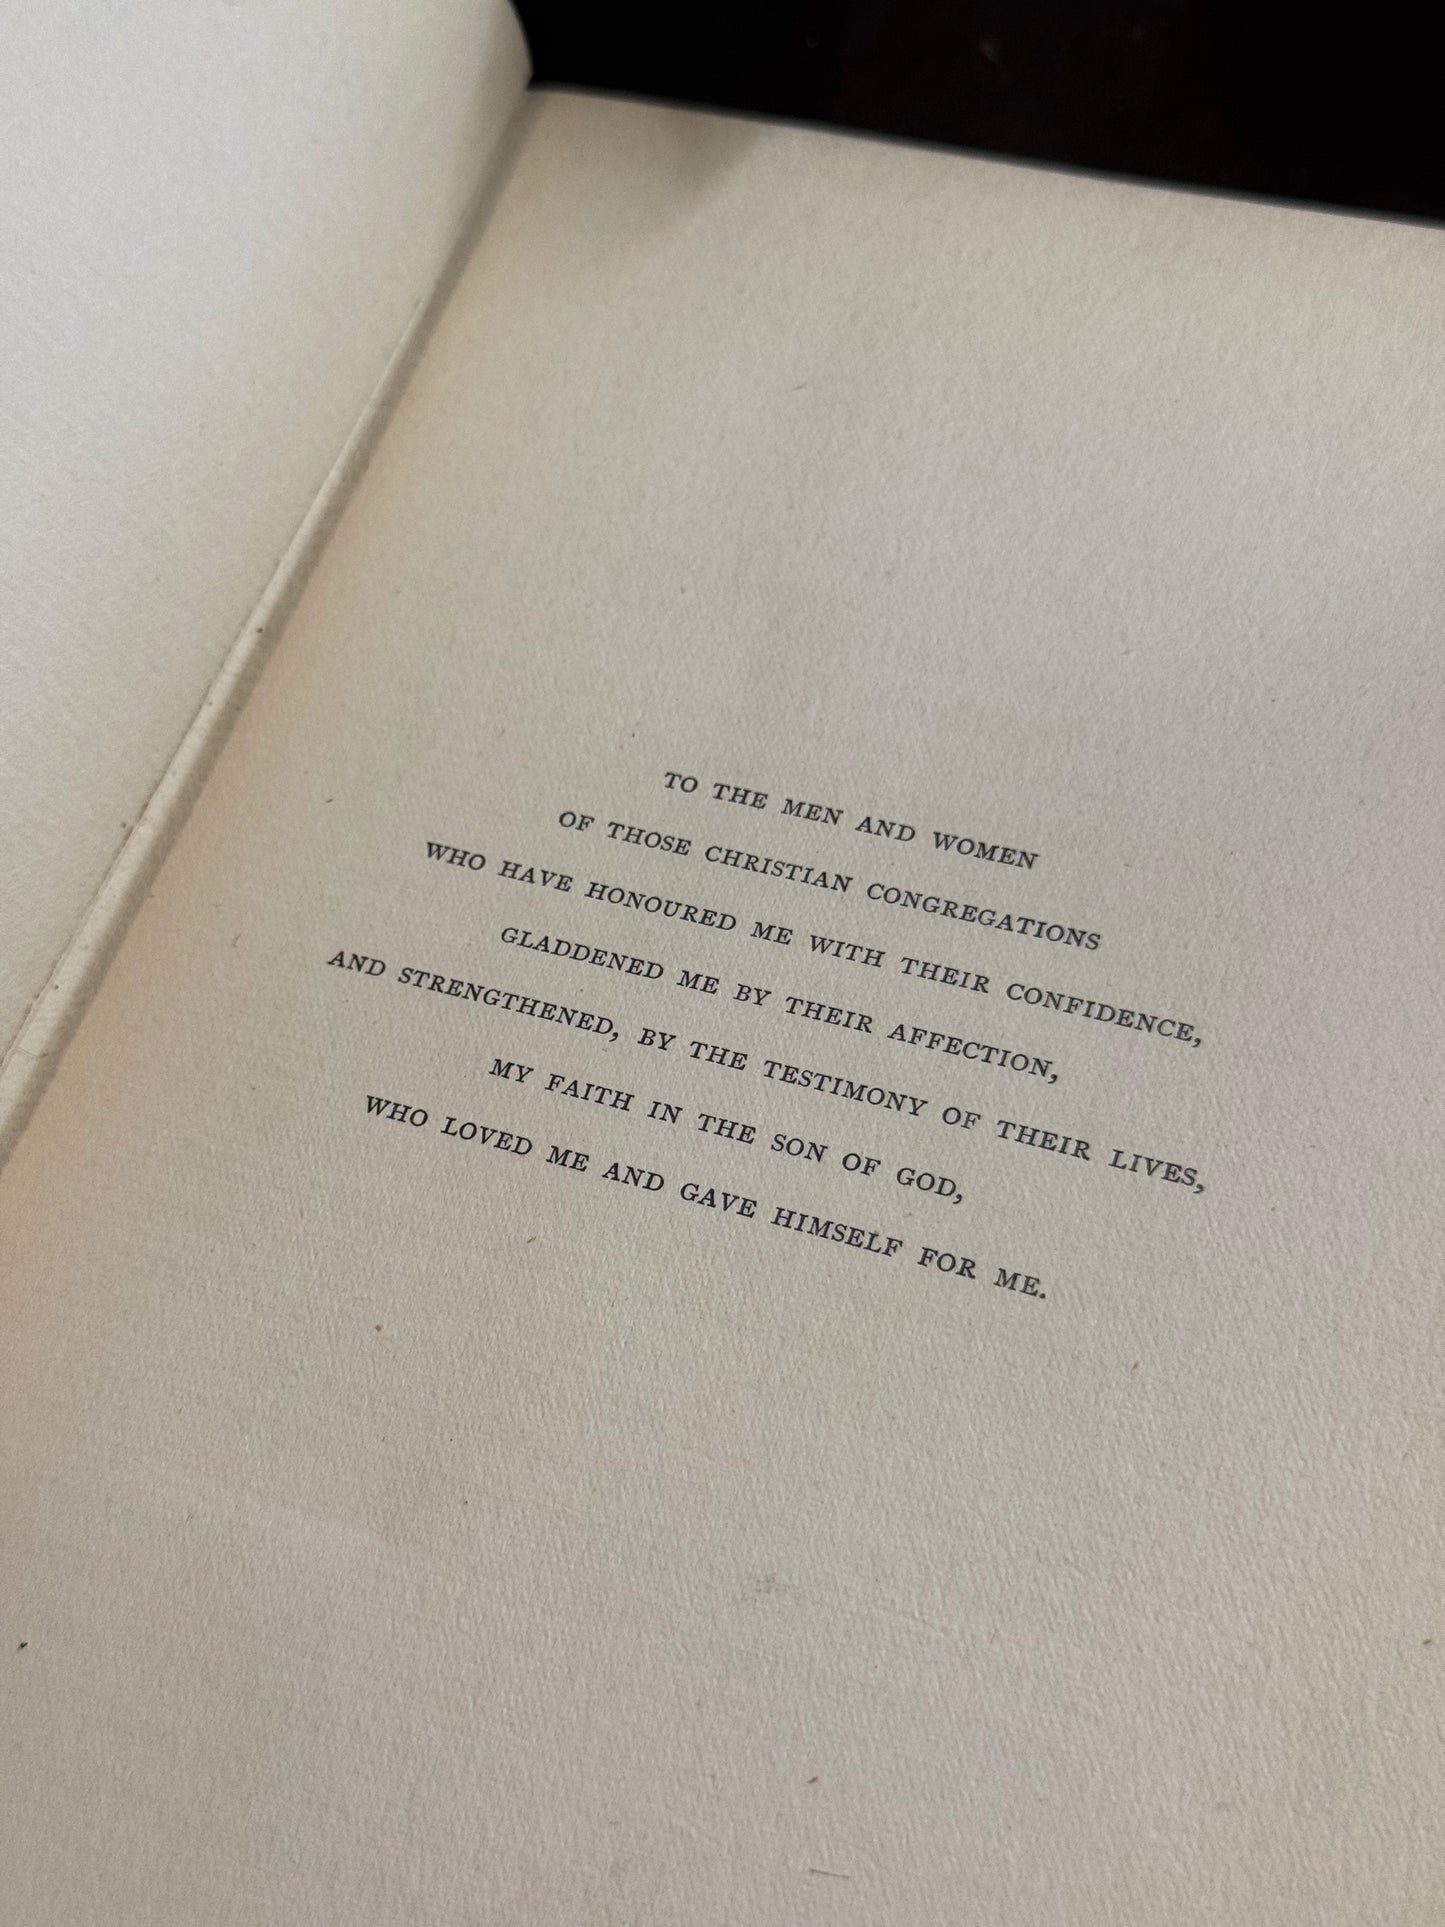 TO THE MEN AND WOMEN
OF THOSE CHRISTIAN CONGREGATIONS
WHO HAVE HONOURED ME WITH THEIR CONFIDENCE,
GLADDENED ME BY THEIR AFFECTION,
AND STRENGTHENED, BY THE TESTIMONY OF THEIR LIVES,
MY FAITH IN THE SON OF GOD,
WHO LOVED ME AND GAVE HIMSELF FOR ME.